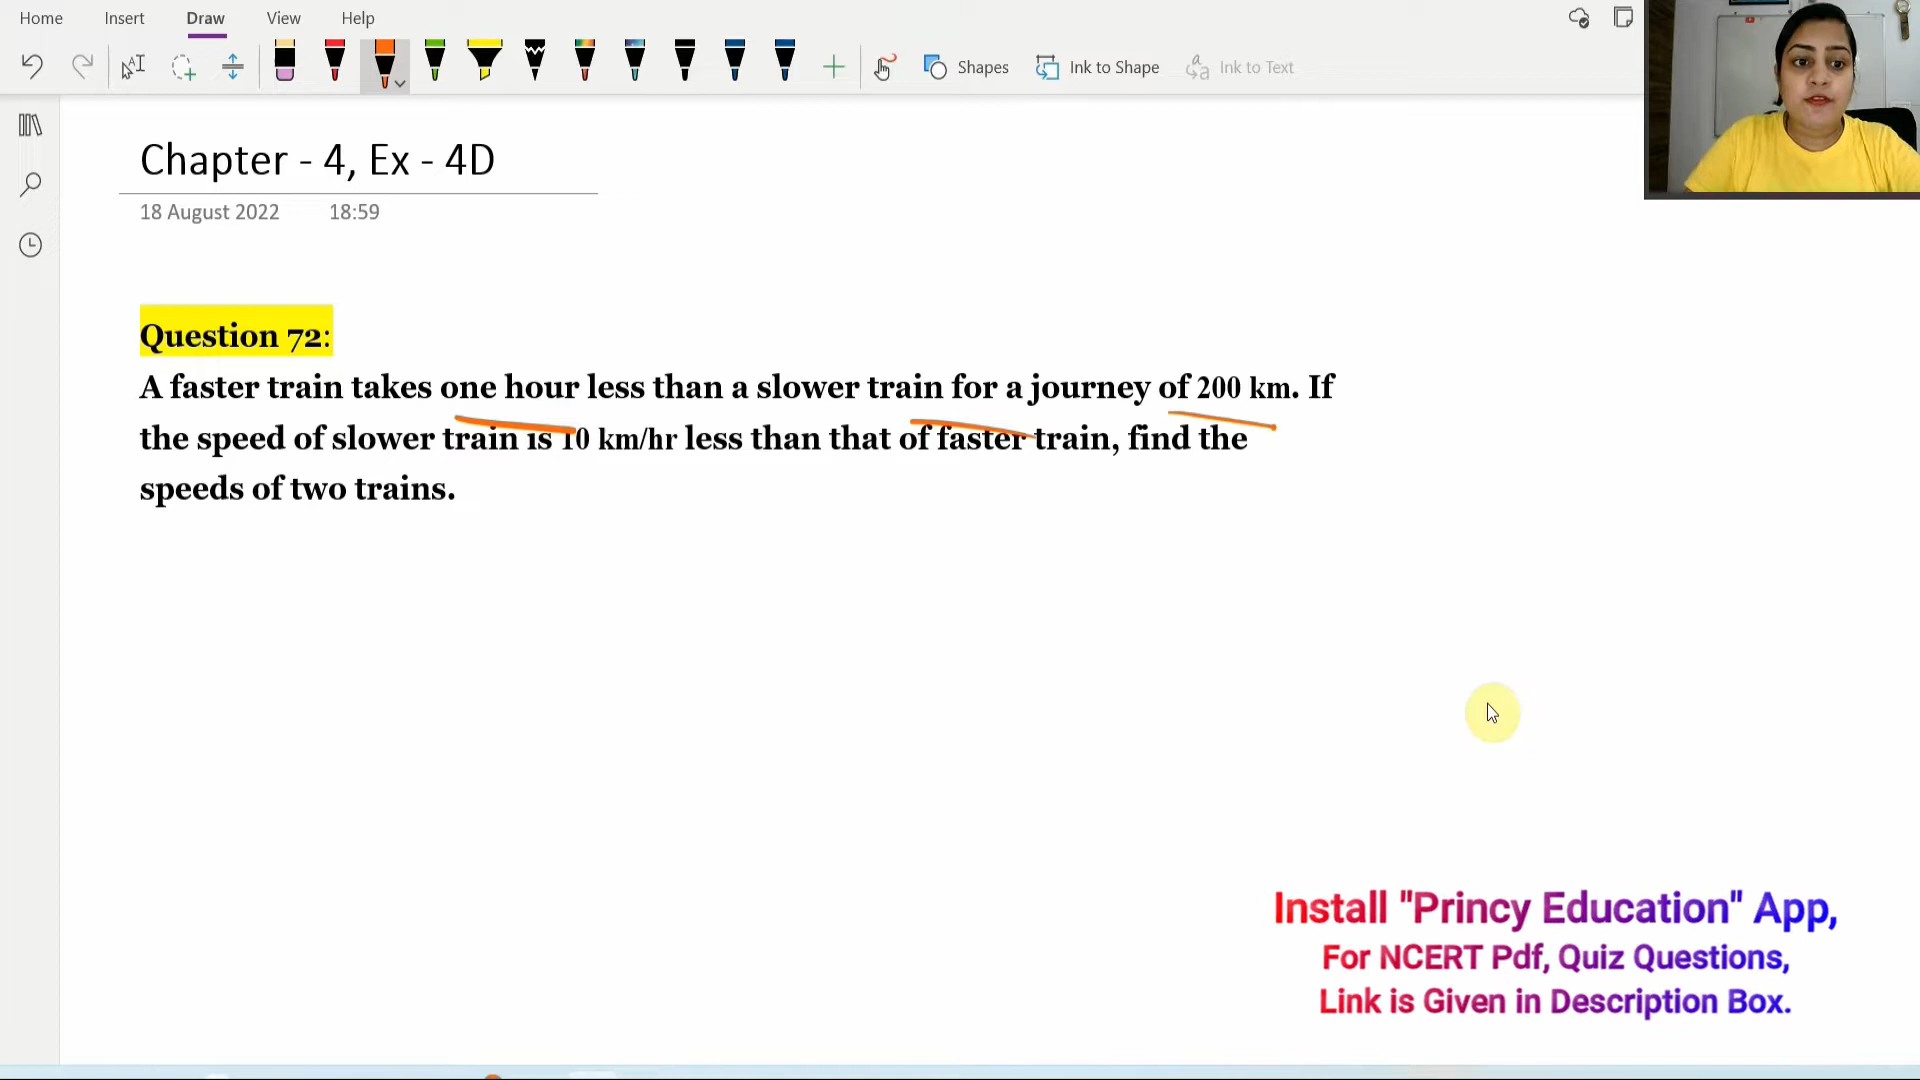 Home Insert Draw View Help
Shapes Ink to Shape Ink to Text
Chapter - 4, Ex - 4D
18 August 2022 18:59
Question 72:
A faster train takes one hour less than a slower train for a journey of 200 km. If
the speed of slower train is 10 km/hr less than that of faster train, find the
speeds of two trains.
Install "Princy Education" App,
For NCERT Pdf, Quiz Questions,
Link is Given in Description Box.